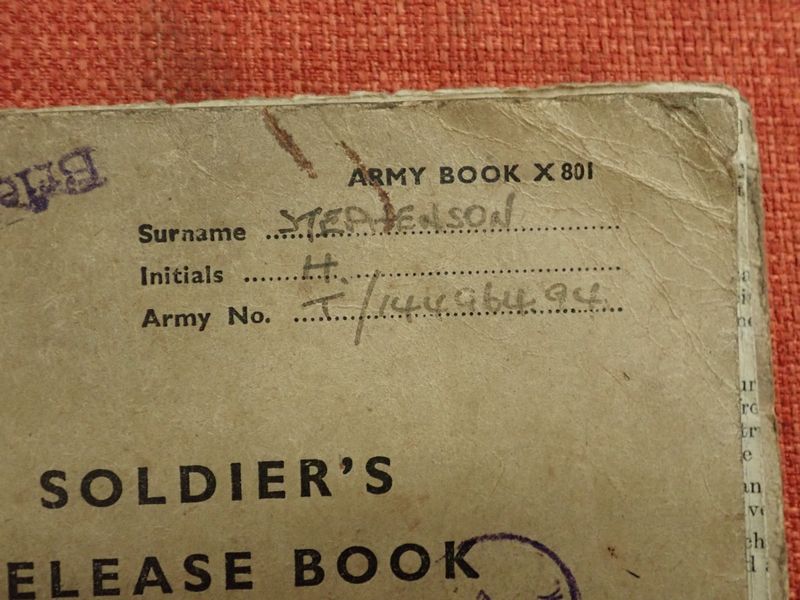 ARMY BOOK X 801
Surname STEPHENSON
Initials H.
Army No. T/14496494
SOLDIER'S
ELEASE BOOK